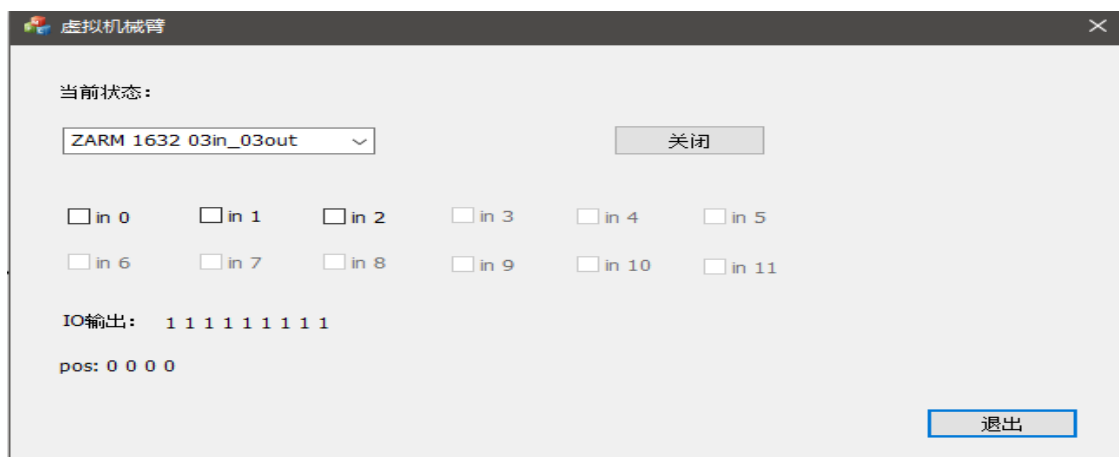 虚拟机械臂
当前状态：
ZARM 1632 03in_03out
关闭
in 0 in 1 in 2 in 3 in 4 in 5
in 6 in 7 in 8 in 9 in 10 in 11
IO输出： 1 1 1 1 1 1 1 1 1
pos: 0 0 0 0
退出